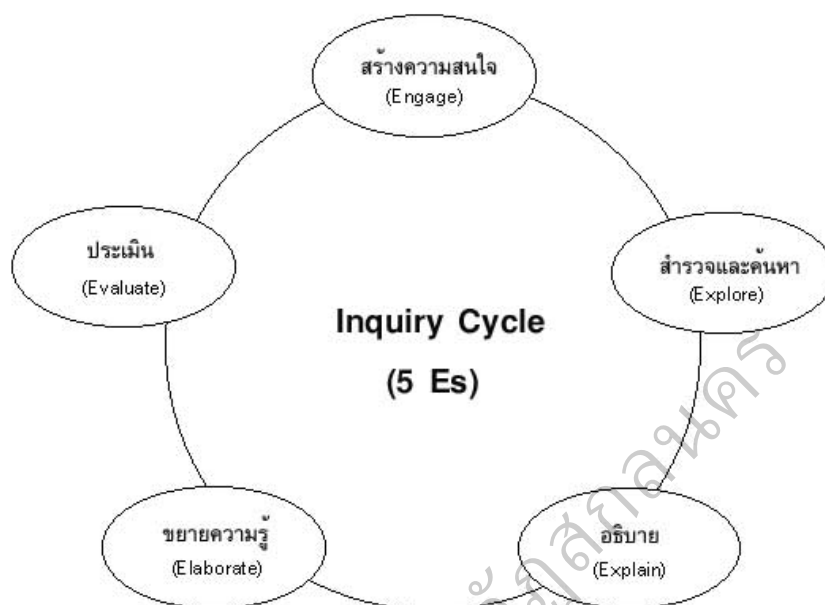 สร้างความสนใจ
(Engage)
สำรวจและค้นหา
(Explore)
อธิบาย
(Explain)
ขยายความรู้
(Elaborate)
ประเมิน
(Evaluate)
Inquiry Cycle
(5 Es)